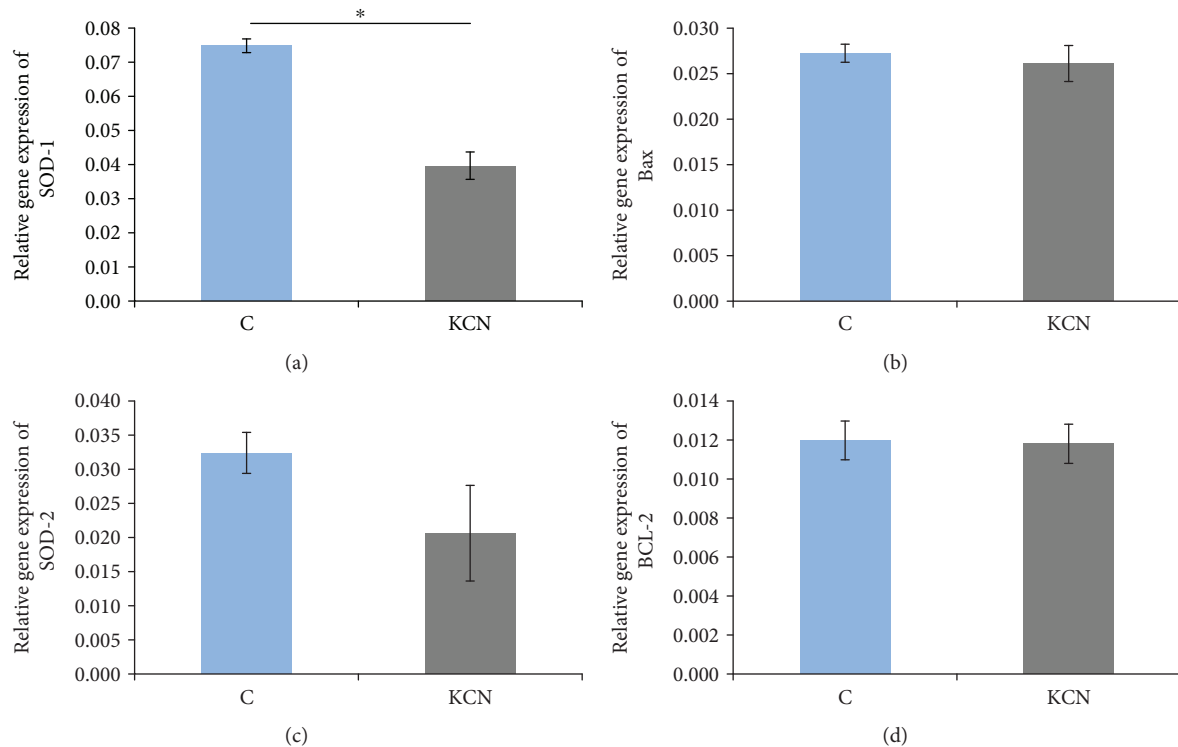 *
0.08
0.07
0.06
0.05
0.04
0.03
0.02
0.01
0.00
Relative gene expression of
SOD-1
C
KCN
(a)
0.030
0.025
0.020
0.015
0.010
0.005
0.000
Relative gene expression of
Bax
C
KCN
(b)
0.040
0.035
0.030
0.025
0.020
0.015
0.010
0.005
0.000
Relative gene expression of
SOD-2
C
KCN
(c)
0.014
0.012
0.010
0.008
0.006
0.004
0.002
0.000
Relative gene expression of
BCL-2
C
KCN
(d)